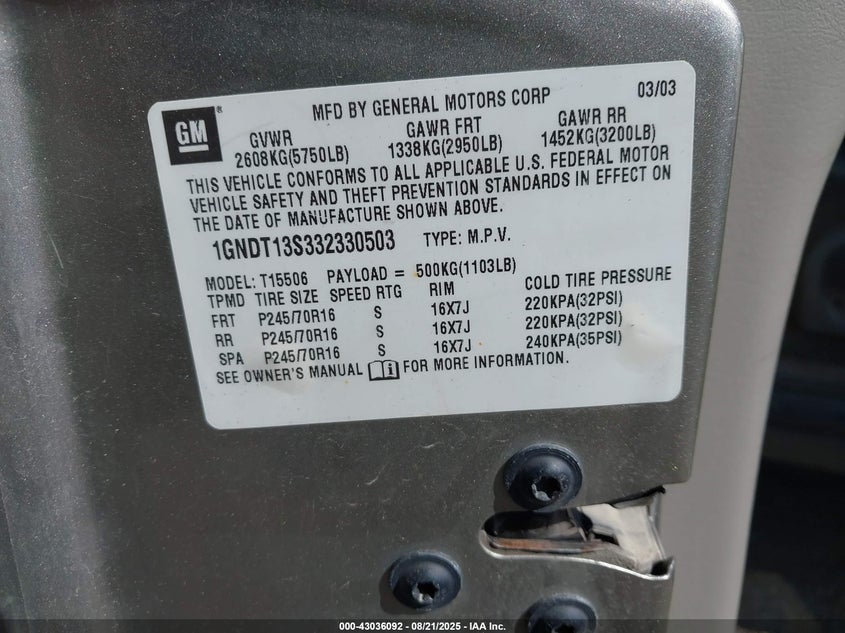 MFD BY GENERAL MOTORS CORP 03/03
GM®
GVWR GAWR FRT GAWR RR
2608KG(5750LB) 1338KG(2950LB) 1452KG(3200LB)
THIS VEHICLE CONFORMS TO ALL APPLICABLE U.S. FEDERAL MOTOR
VEHICLE SAFETY AND THEFT PREVENTION STANDARDS IN EFFECT ON
THE DATE OF MANUFACTURE SHOWN ABOVE.
1GNDT13S332330503 TYPE: M.P.V.
MODEL: T15506 PAYLOAD = 500KG(1103LB)
TPMD TIRE SIZE SPEED RTG RIM COLD TIRE PRESSURE
FRT P245/70R16 S 16X7J 220KPA(32PSI)
RR P245/70R16 S 16X7J 220KPA(32PSI)
SPA P245/70R16 S 16X7J 240KPA(35PSI)
SEE OWNER'S MANUAL FOR MORE INFORMATION.
000-43036092 - 08/21/2025 - IAA Inc.